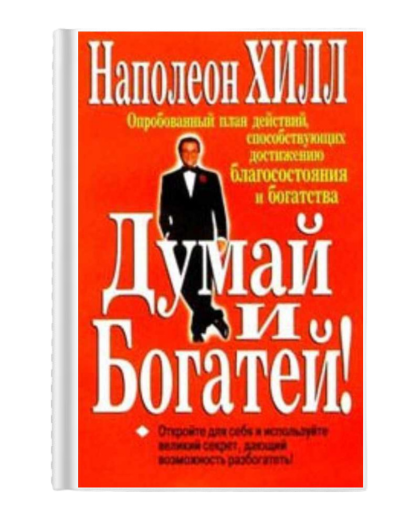 Наполеон ХИЛЛ
Опробованный план действий,
способствующих
достижению
благосостояния
и богатства
Думай
и
Богатей!
Откройте для себя и используйте
великий секрет, дающий
возможность разбогатеть!